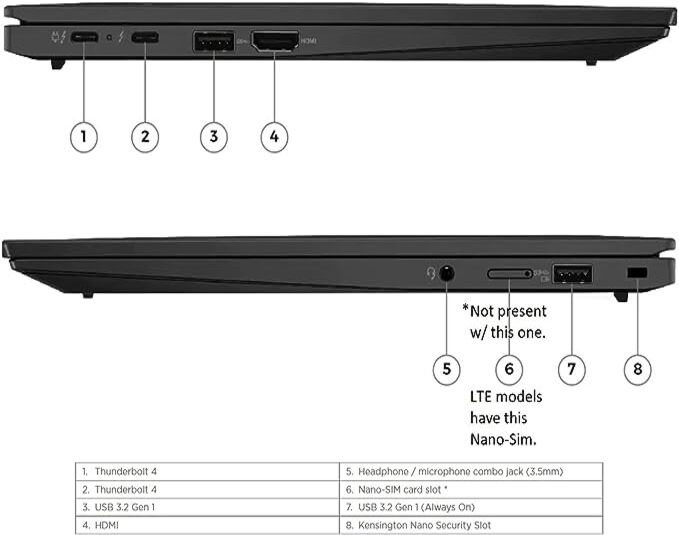 HDMI
1
2
3
4
*Not present
w/ this one.
5
6
7
8
LTE models
have this
Nano-Sim.
1. Thunderbolt 4
2. Thunderbolt 4
3. USB 3.2 Gen 1
4. HDMI
5. Headphone / microphone combo jack (3.5mm)
6. Nano-SIM card slot *
7. USB 3.2 Gen 1 (Always On)
8. Kensington Nano Security Slot